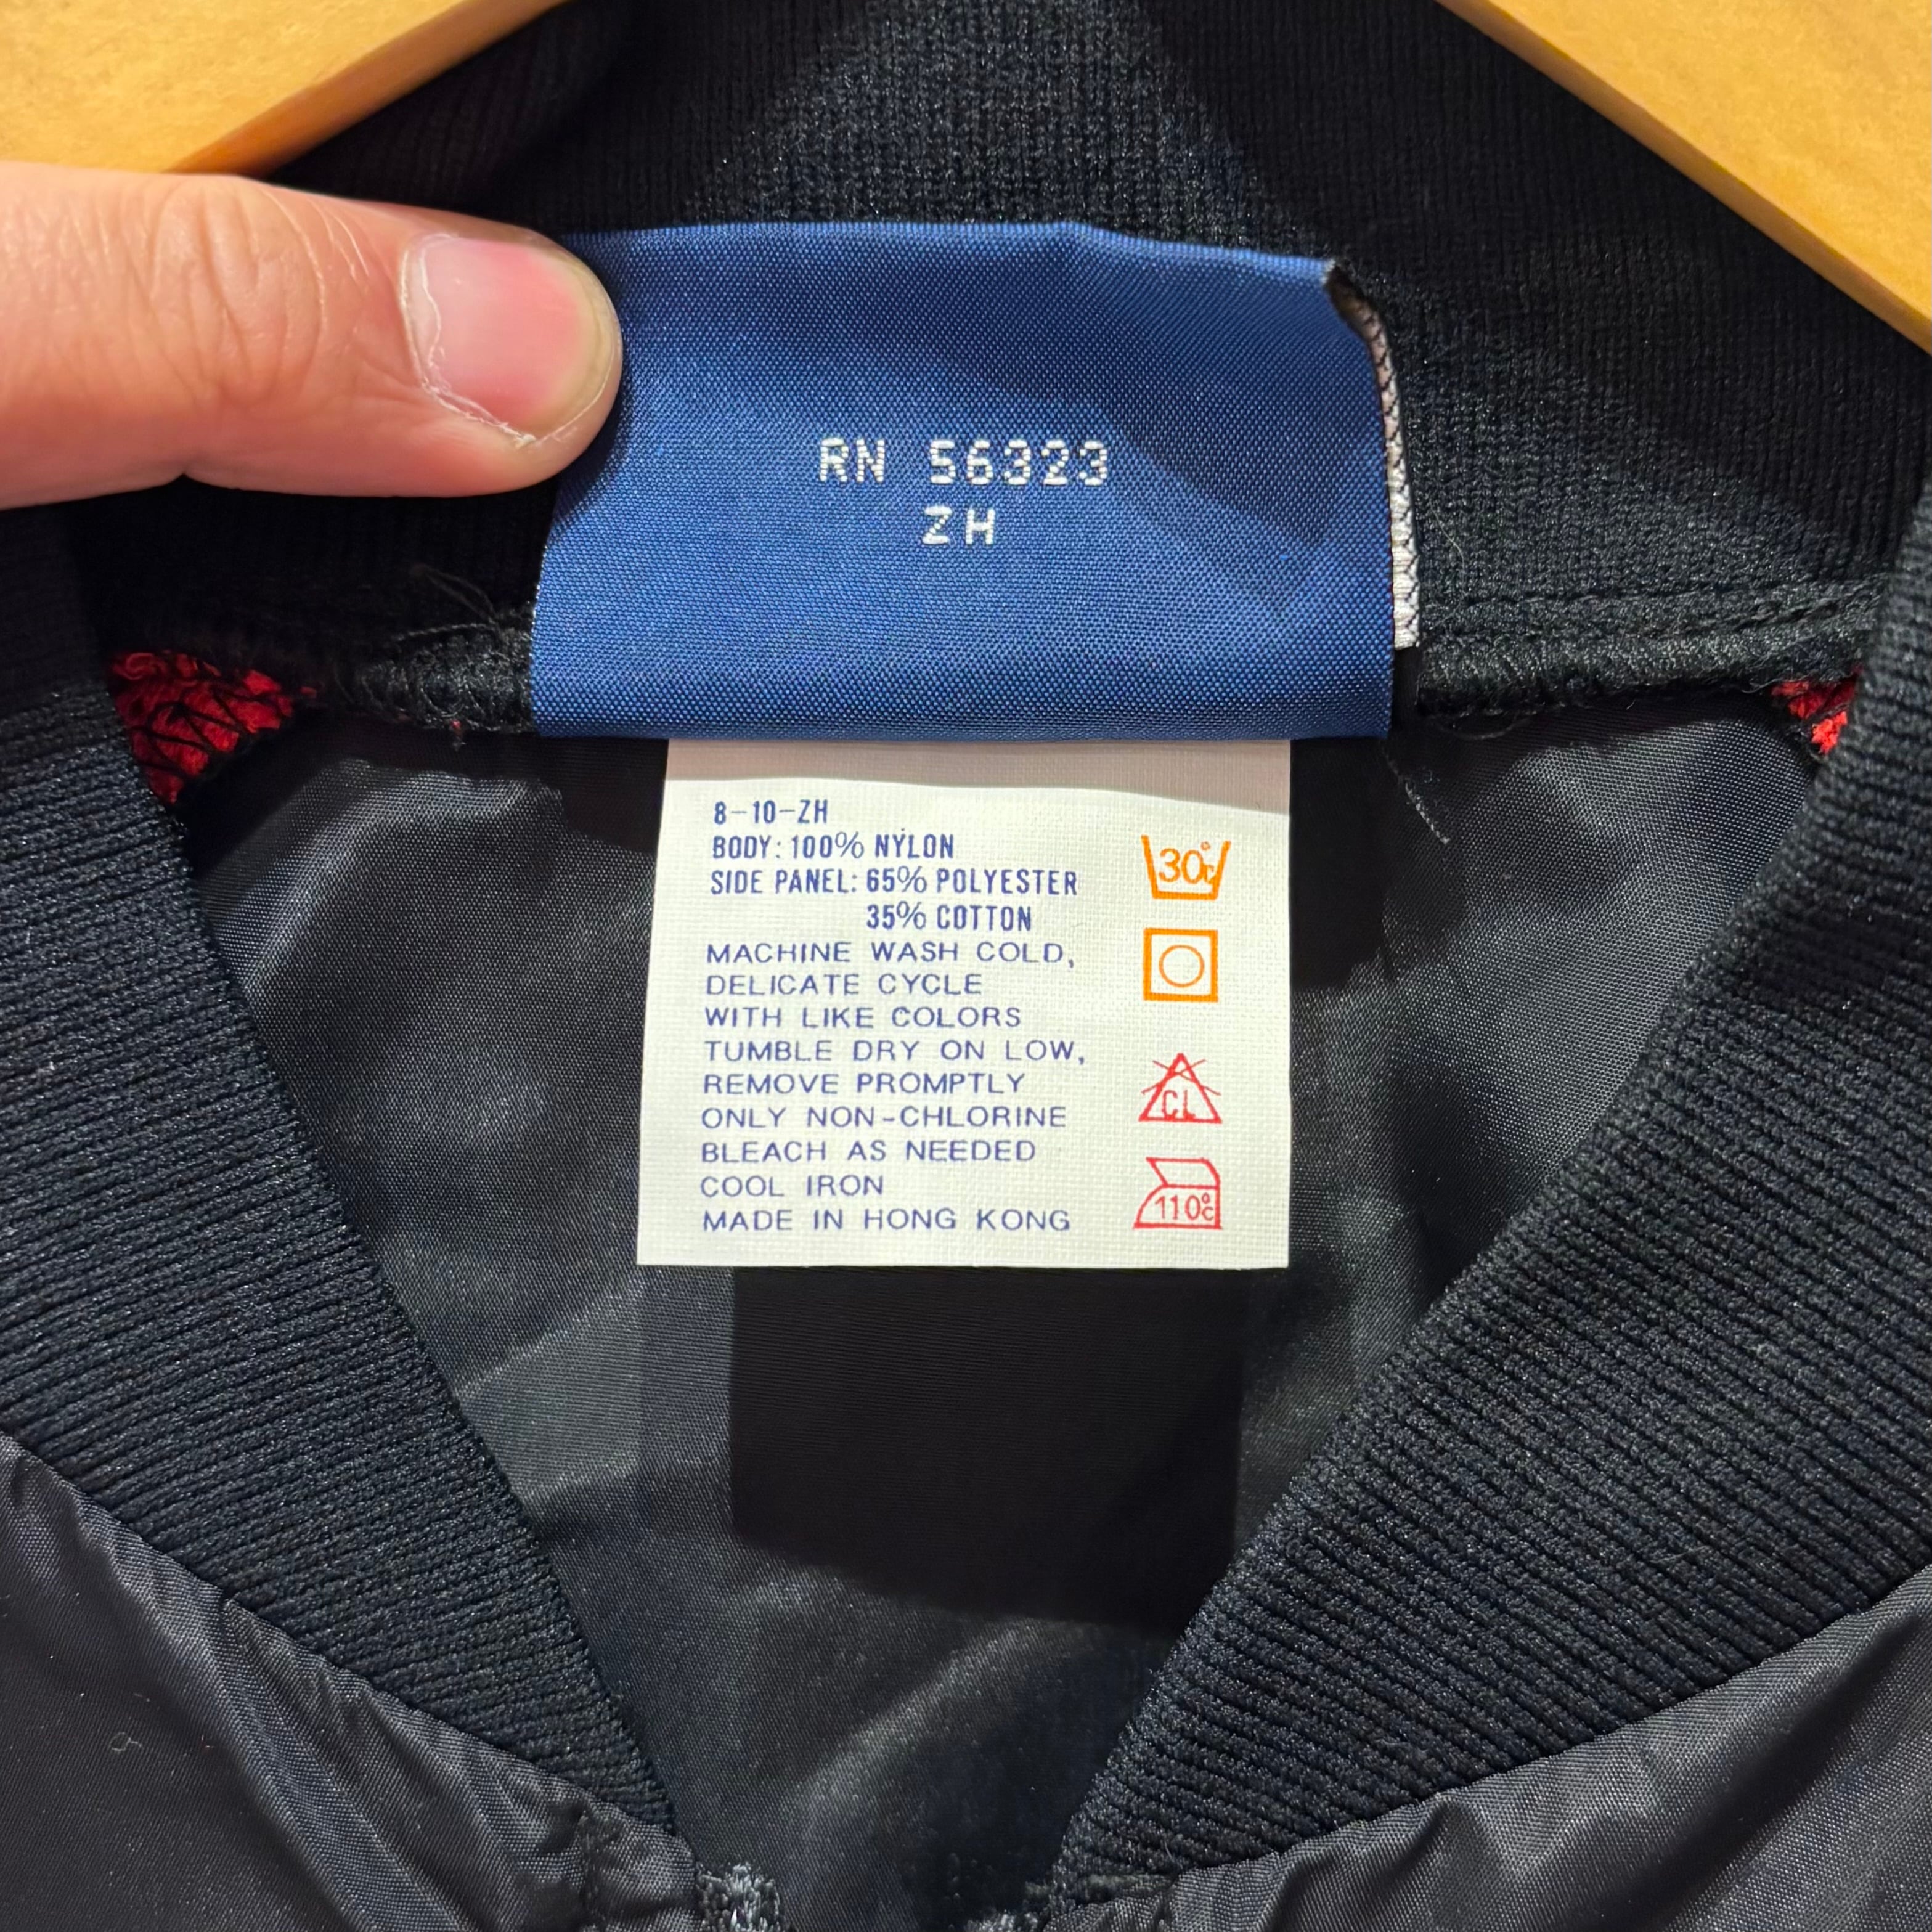 RN 56323
ZH
8-10-ZH
BODY: 100% NYLON
SIDE PANEL: 65% POLYESTER
35% COTTON
MACHINE WASH COLD,
DELICATE CYCLE
WITH LIKE COLORS
TUMBLE DRY ON LOW,
REMOVE PROMPTLY
ONLY NON-CHLORINE
BLEACH AS NEEDED
COOL IRON
MADE IN HONG KONG
30°C
CL
110°C